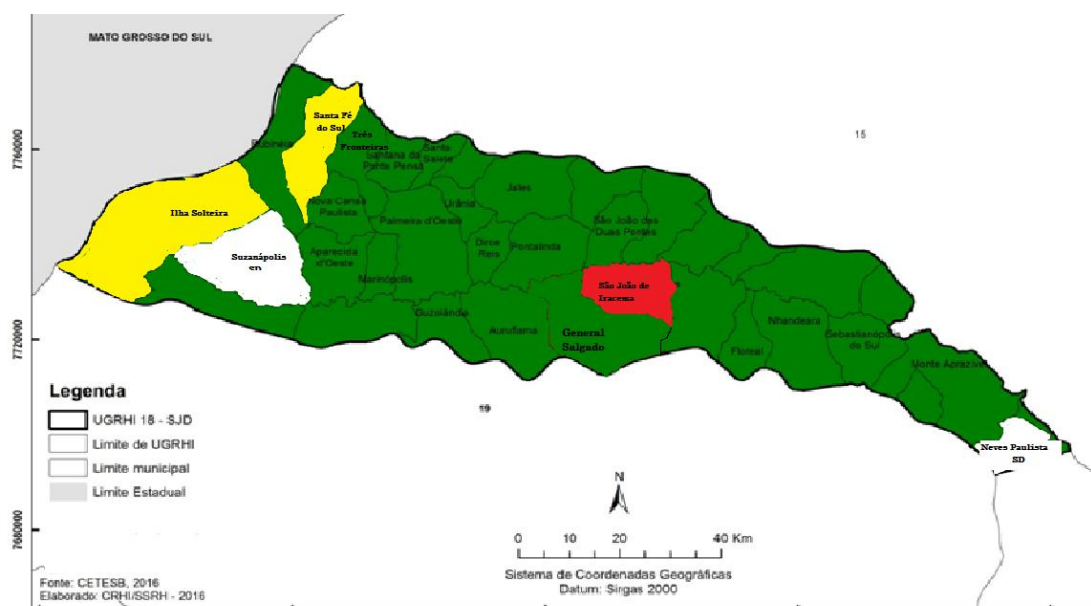 MATO GROSSO DO SUL
7760000
7720000
7680000
15
Santa Fé
do Sul
Rubinéia
Três
Fronteiras
Santana da
Ponte Pensa
Santa
Salete
Ilha Solteira
Nova Canaã
Paulista
Urânia
Jales
Palmeira d'Oeste
São João das
Duas Pontes
Suzanápolis
en
Aparecida
d'Oeste
Dirce
Reis
Pontalinda
Marinópolis
São João de
Iracema
Guzolândia
Auriflama
General
Salgado
Nhandeara
Floreal
Sebastianópolis
do Sul
Monte Aprazível
Neves Paulista
SD
19
Legenda
UGRHI 18 - SJD
Limite de UGRHI
Limite municipal
Limite Estadual
N
0 10 20 40 Km
Sistema de Coordenadas Geográficas
Datum: Sirgas 2000
Fonte: CETESB, 2016
Elaborado: CRHI/SSRH - 2016